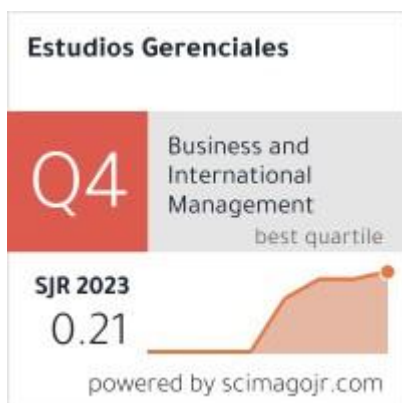 Estudios Gerenciales
Q4
Business and
International
Management
best quartile
SJR 2023
0.21
powered by scimagojr.com